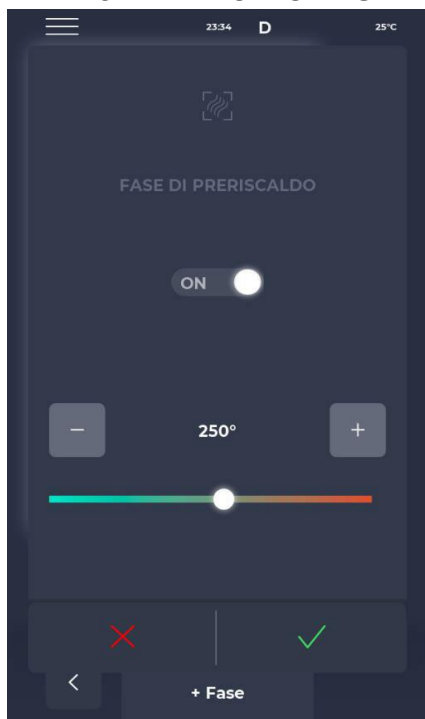 23:34 D 25°C
FASE DI PRERISCALDO
ON
− 250° +
+ Fase